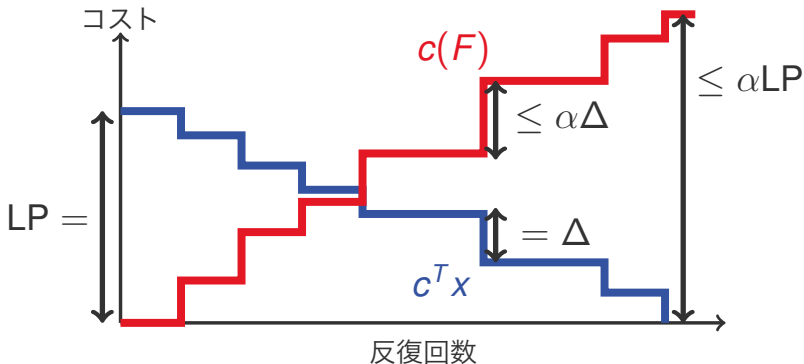 コスト
c(F)
≤ αLP
≤ αΔ
LP =
= Δ
c^T x
反復回数